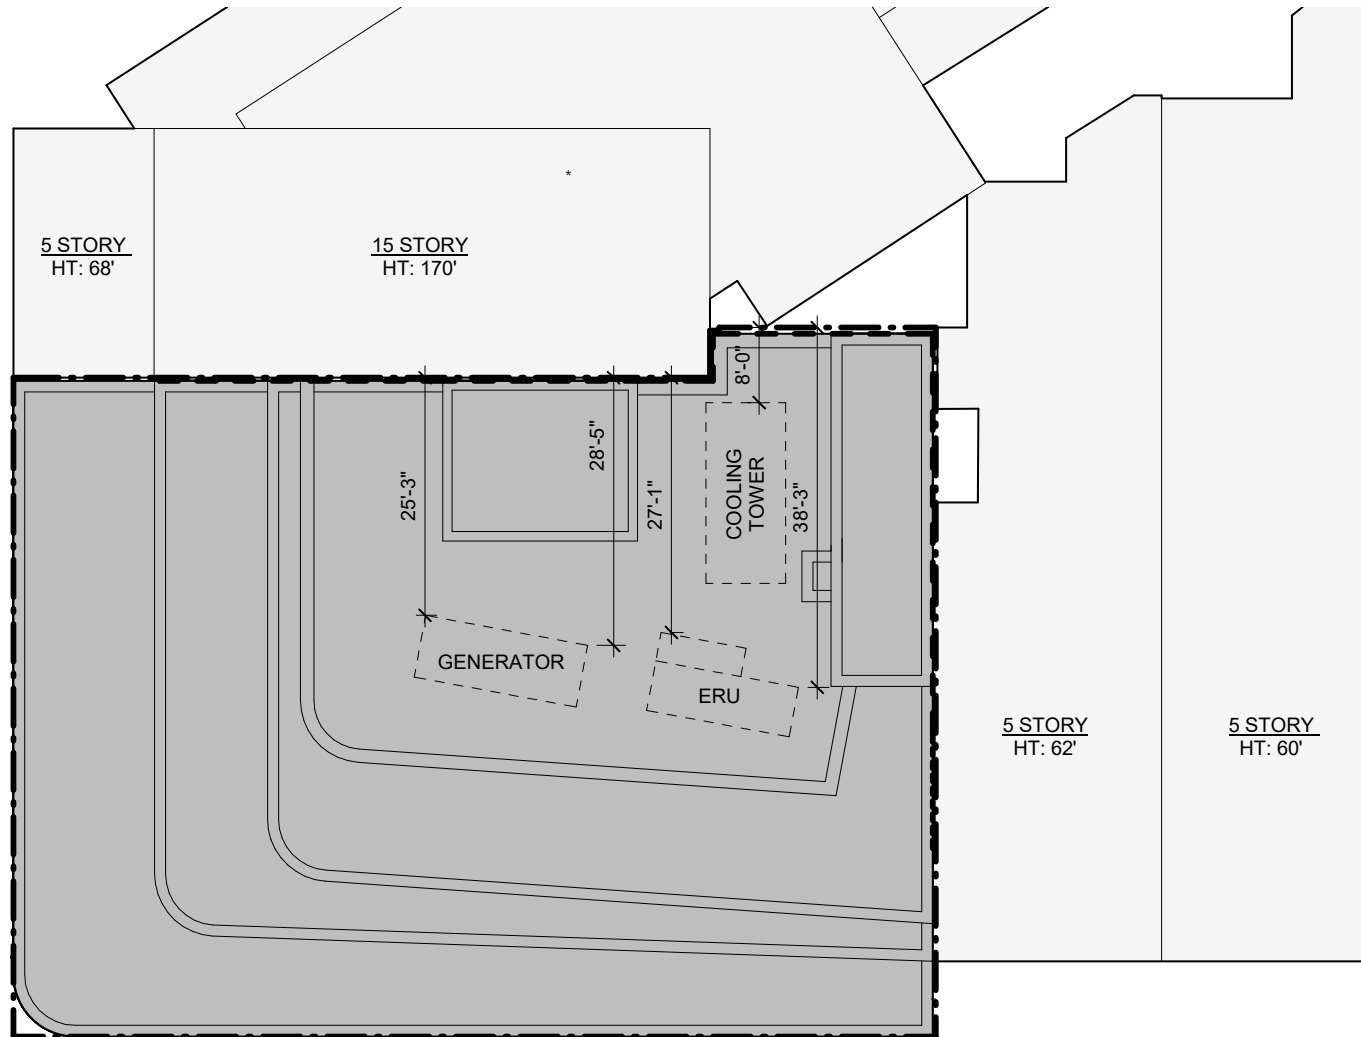 *
5 STORY
HT: 68'
15 STORY
HT: 170'
8'-0"
28'-5"
25'-3"
27'-1"
COOLING
TOWER
38'-3"
GENERATOR
ERU
5 STORY
HT: 62'
5 STORY
HT: 60'